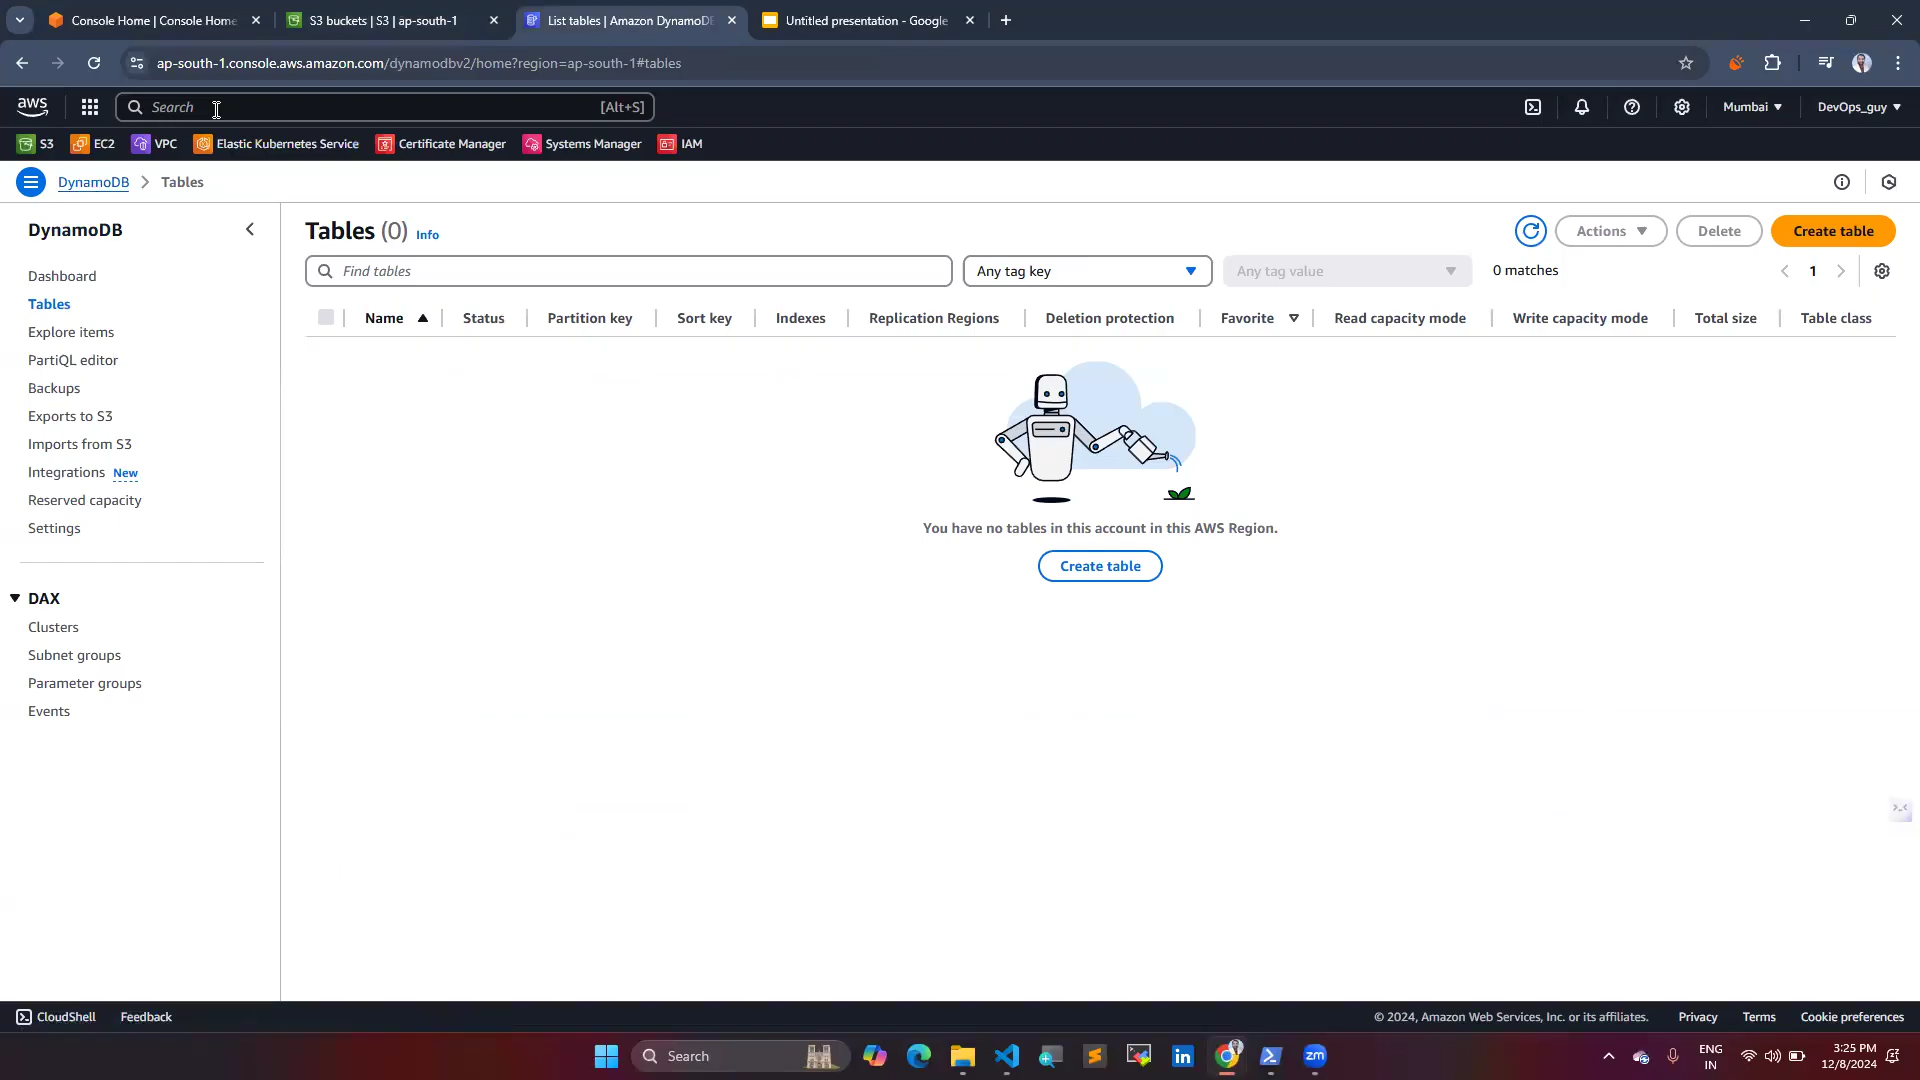 Console Home | Console Home
S3 buckets | S3 | ap-south-1
List tables | Amazon DynamoDB
Untitled presentation - Google
ap-south-1.console.aws.amazon.com/dynamodbv2/home?region=ap-south-1#tables
aws
Search
[Alt+S]
Mumbai
DevOps_guy
S3
EC2
VPC
Elastic Kubernetes Service
Certificate Manager
Systems Manager
IAM
DynamoDB
Tables
DynamoDB
Dashboard
Tables
Explore items
PartiQL editor
Backups
Exports to S3
Imports from S3
Integrations New
Reserved capacity
Settings
DAX
Clusters
Subnet groups
Parameter groups
Events
Tables (0) Info
Actions
Delete
Create table
Find tables
Any tag key
Any tag value
0 matches
1
Name
Status
Partition key
Sort key
Indexes
Replication Regions
Deletion protection
Favorite
Read capacity mode
Write capacity mode
Total size
Table class
You have no tables in this account in this AWS Region.
Create table
CloudShell
Feedback
© 2024, Amazon Web Services, Inc. or its affiliates.
Privacy
Terms
Cookie preferences
Search
zm
ENG
IN
3:25 PM
12/8/2024